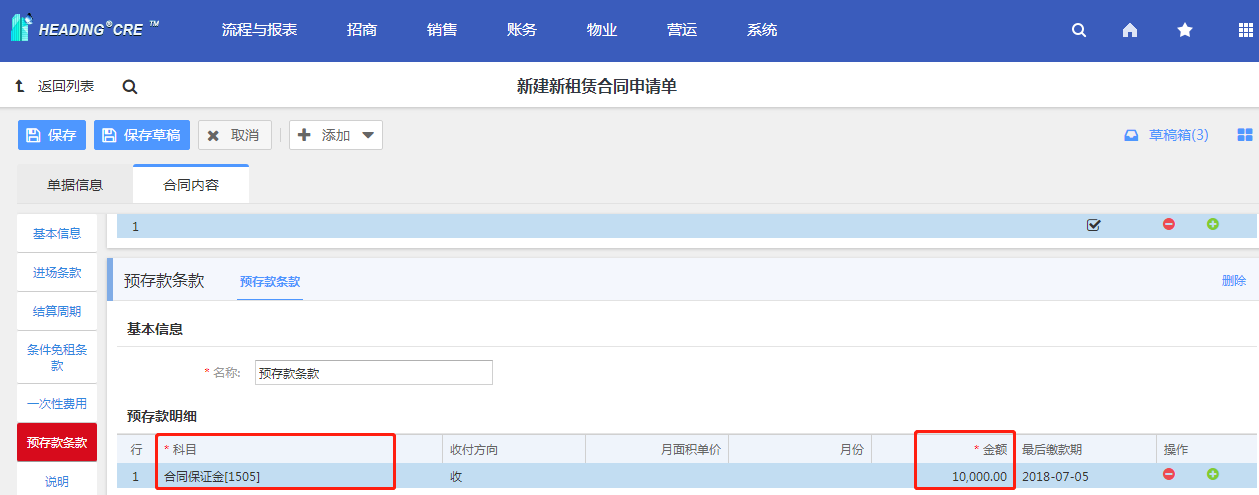 HEADING®CRE ™ 流程与报表 招商 销售 账务 物业 营运 系统
返回列表 新建新租赁合同申请单
保存 保存草稿 取消 添加 草稿箱(3)
单据信息 合同内容
基本信息
进场条款
结算周期
条件免租条
款
一次性费用
预存款条款
说明
1
预存款条款 预存款条款 删除
基本信息
* 名称: 预存款条款
预存款明细
行 * 科目 收付方向 月面积单价 月份 * 金额 最后缴款期 操作
1 合同保证金[1505] 收 10,000.00 2018-07-05